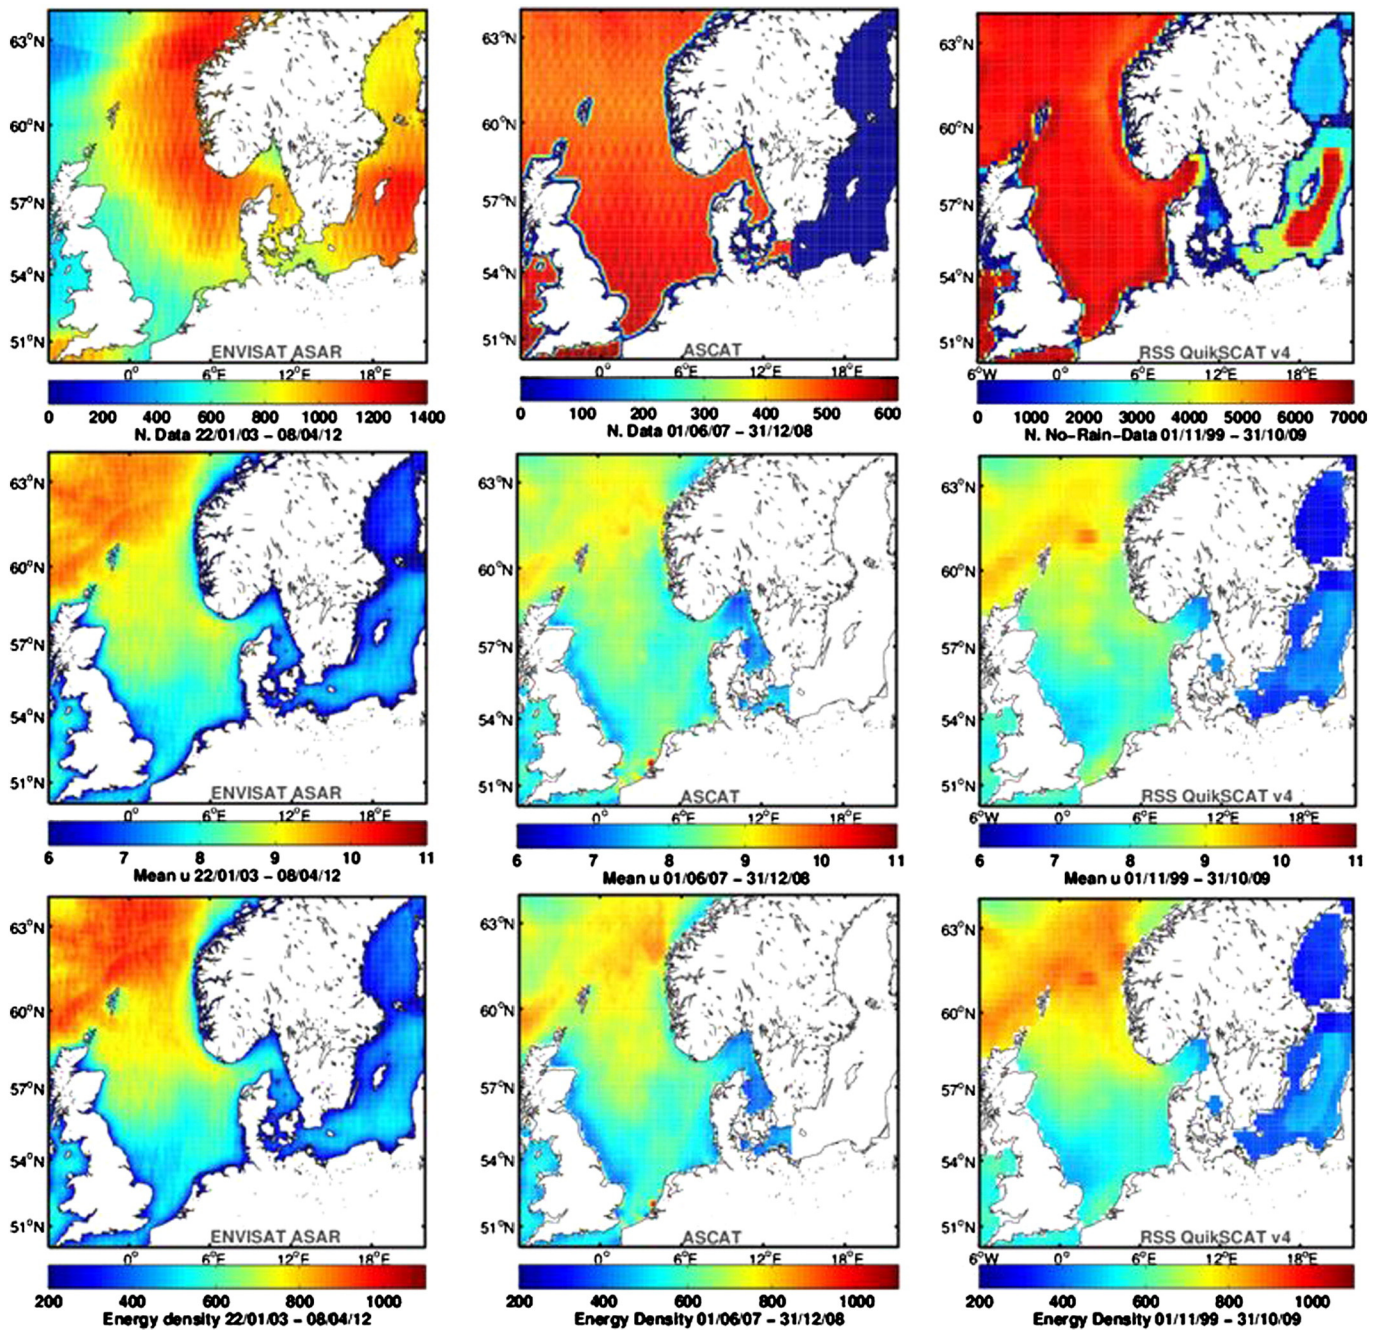 63°N 63°N 63°N
60°N 60°N 60°N
57°N 57°N 57°N
54°N 54°N 54°N
51°N 51°N 51°N
ENVISAT ASAR ASCAT RSS QuikSCAT v4
0° 6°E 12°E 18°E 0° 6°E 12°E 18°E 6°W 0° 6°E 12°E 18°E
0 200 400 600 800 1000 1200 1400 0 100 200 300 400 500 600 0 1000 2000 3000 4000 5000 6000 7000
N. Data 22/01/03 – 08/04/12 N. Data 01/06/07 – 31/12/08 N. No–Rain–Data 01/11/99 – 31/10/09
63°N 63°N 63°N
60°N 60°N 60°N
57°N 57°N 57°N
54°N 54°N 54°N
51°N 51°N 51°N
ENVISAT ASAR ASCAT RSS QuikSCAT v4
0° 6°E 12°E 18°E 0° 6°E 12°E 18°E 6°W 0° 6°E 12°E 18°E
6 7 8 9 10 11 6 7 8 9 10 11 6 7 8 9 10 11
Mean u 22/01/03 – 08/04/12 Mean u 01/06/07 – 31/12/08 Mean u 01/11/99 – 31/10/09
63°N 63°N 63°N
60°N 60°N 60°N
57°N 57°N 57°N
54°N 54°N 54°N
51°N 51°N 51°N
ENVISAT ASAR ASCAT RSS QuikSCAT v4
0° 6°E 12°E 18°E 0° 6°E 12°E 18°E 6°W 0° 6°E 12°E 18°E
200 400 600 800 1000 200 400 600 800 1000 200 400 600 800 1000
Energy density 22/01/03 – 08/04/12 Energy Density 01/06/07 – 31/12/08 Energy Density 01/11/99 – 31/10/09